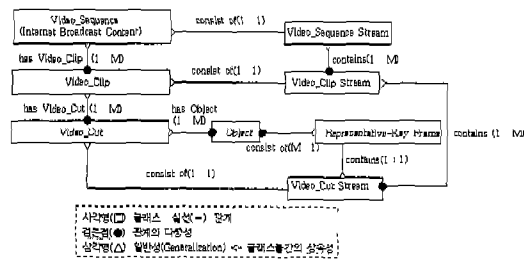 Video_Sequence
(Internet Broadcast Content)
consist of(1 1)
Video_Sequence Stream
has Video_Clip (1 M)
contains(1 M)
Video_Clip
consist of(1 1)
Video_Clip Stream
has Video_Cut (1 M)
has Object
(1 M)
Video_Cut
Object
Representative-Key Frame
contains (1 M)
consist of(M 1)
contains(1 : 1)
consist of(1 1)
Video_Cut Stream
사각형(□) 클래스 실선(-) 관계
검은점(●) 관계의 다양성
삼각형(△) 일반성(Generalization) <- 클래스들간의 상속성